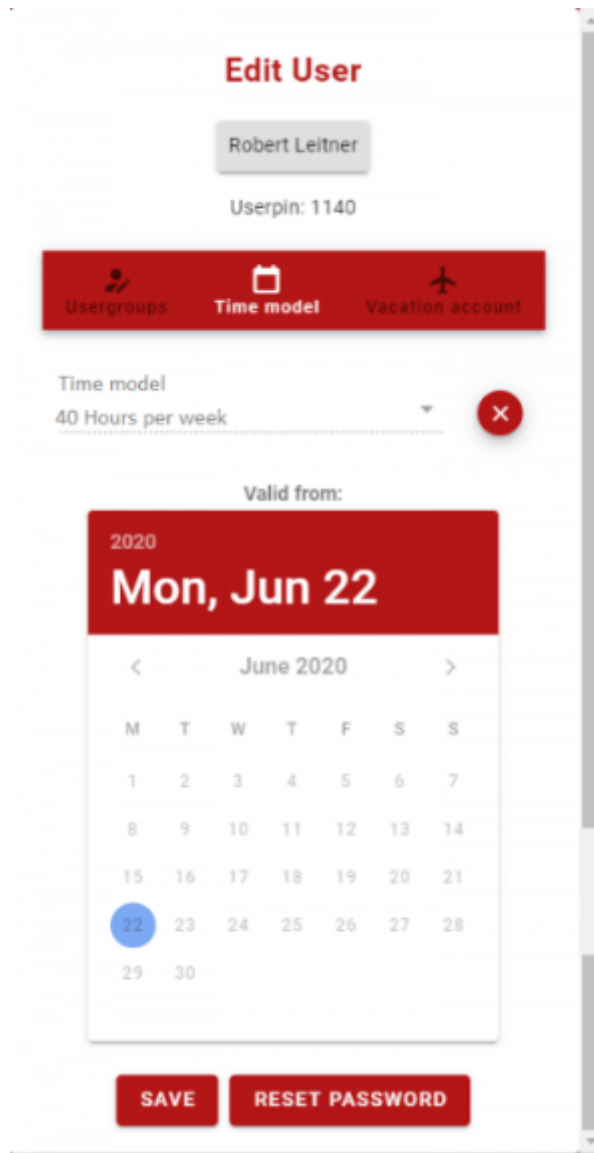 Edit User
Robert Leitner
Userpin: 1140
Usergroups Time model Vacation account
Time model
40 Hours per week
Valid from:
2020
Mon, Jun 22
June 2020
M T W T F S S
1 2 3 4 5 6 7
8 9 10 11 12 13 14
15 16 17 18 19 20 21
22 23 24 25 26 27 28
29 30
SAVE RESET PASSWORD